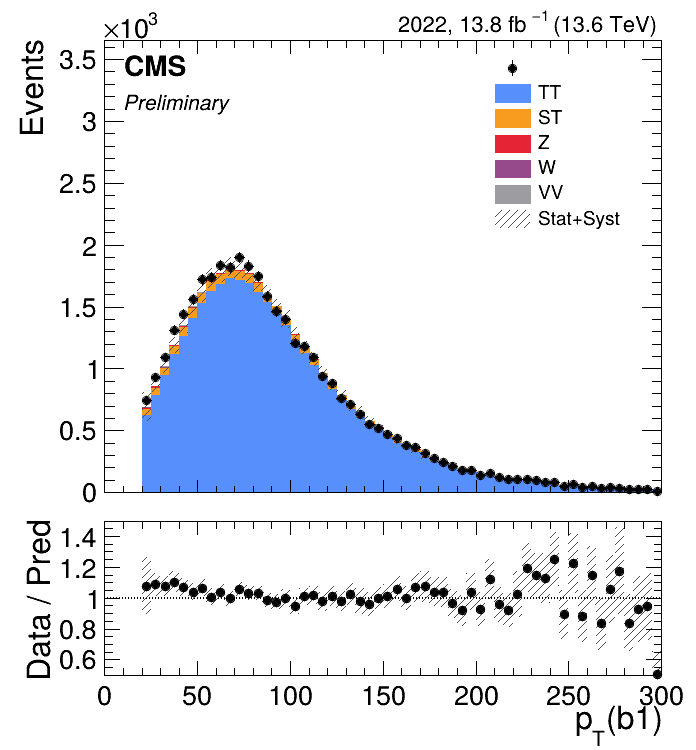 ×10³
2022, 13.8 fb⁻¹ (13.6 TeV)
CMS
Preliminary
TT
ST
Z
W
VV
Stat+Syst
Events
3.5
3
2.5
2
1.5
1
0.5
0
Data / Pred
1.4
1.2
1
0.8
0.6
0 50 100 150 200 250 300
p_T(b1)